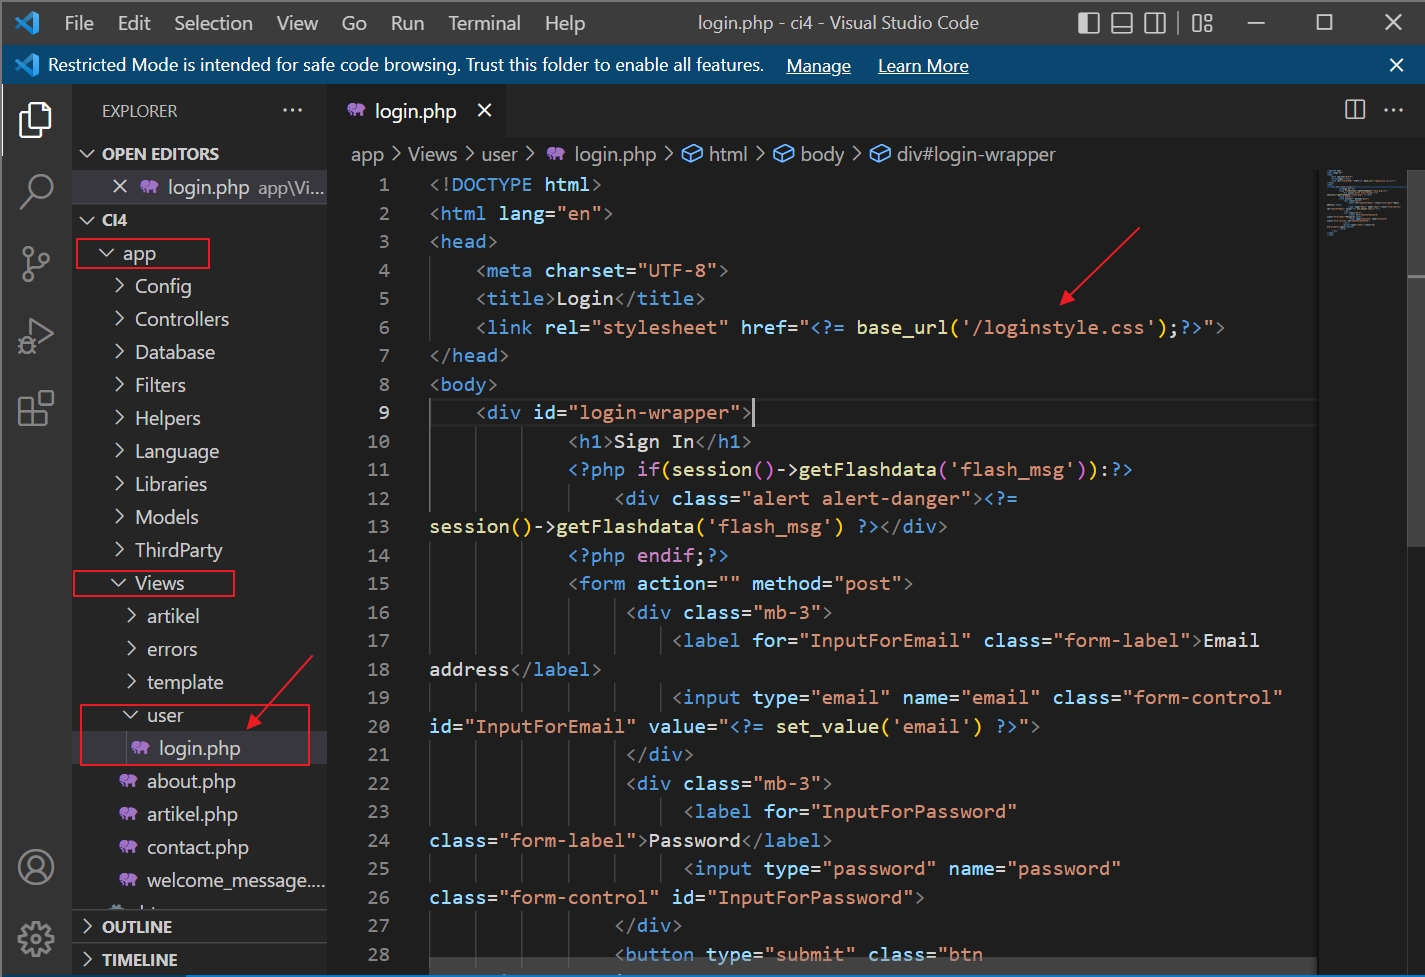 File Edit Selection View Go Run Terminal Help login.php - ci4 - Visual Studio Code
Restricted Mode is intended for safe code browsing. Trust this folder to enable all features. Manage Learn More
EXPLORER
OPEN EDITORS
login.php app\Vi...
CI4
app
Config
Controllers
Database
Filters
Helpers
Language
Libraries
Models
ThirdParty
Views
artikel
errors
template
user
login.php
about.php
artikel.php
contact.php
welcome_message....
OUTLINE
TIMELINE
login.php
app > Views > user > login.php > html > body > div#login-wrapper
1 <!DOCTYPE html>
2 <html lang="en">
3 <head>
4 <meta charset="UTF-8">
5 <title>Login</title>
6 <link rel="stylesheet" href="<?= base_url('/loginstyle.css');?>">
7 </head>
8 <body>
9 <div id="login-wrapper">
10 <h1>Sign In</h1>
11 <?php if(session()->getFlashdata('flash_msg')):?>
12 <div class="alert alert-danger"><?=
13 session()->getFlashdata('flash_msg') ?></div>
14 <?php endif;?>
15 <form action="" method="post">
16 <div class="mb-3">
17 <label for="InputForEmail" class="form-label">Email
18 address</label>
19 <input type="email" name="email" class="form-control"
20 id="InputForEmail" value="<?= set_value('email') ?>">
21 </div>
22 <div class="mb-3">
23 <label for="InputForPassword"
24 class="form-label">Password</label>
25 <input type="password" name="password"
26 class="form-control" id="InputForPassword">
27 </div>
28 <button type="submit" class="btn